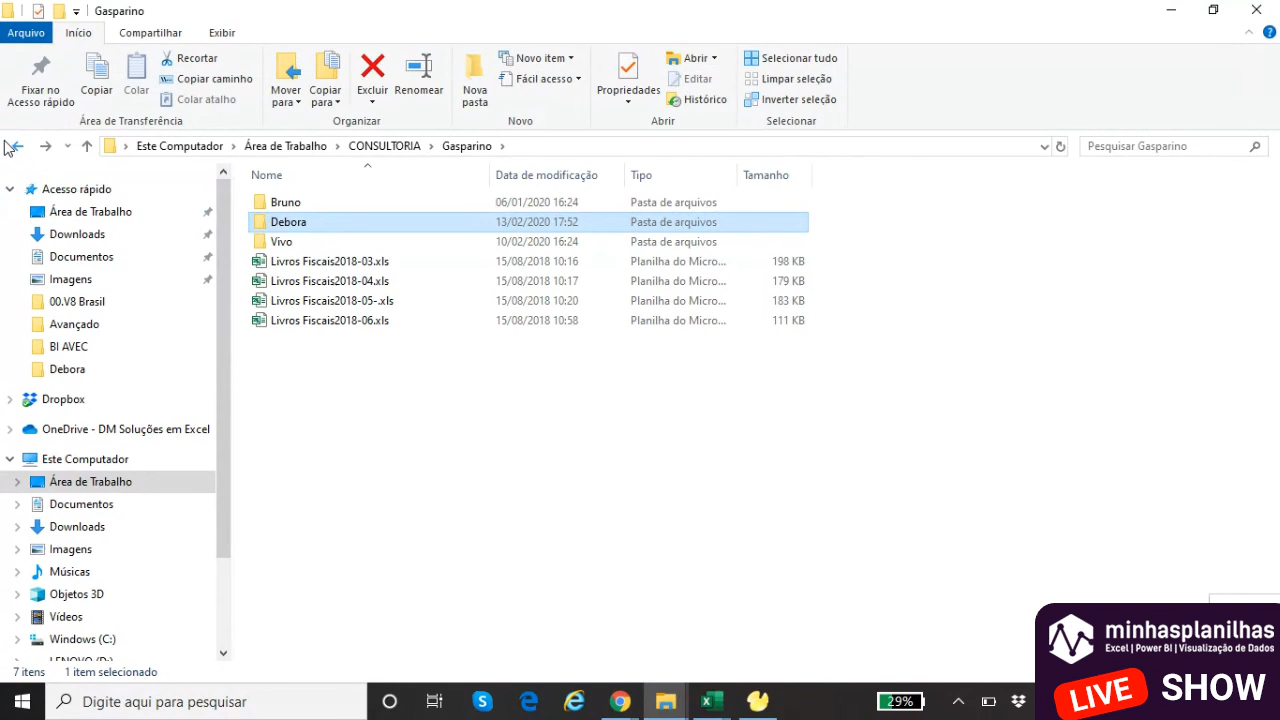 Gasparino
Arquivo Início Compartilhar Exibir
Fixar no Acesso rápido
Copiar
Colar
Recortar
Copiar caminho
Colar atalho
Área de Transferência
Mover para
Copiar para
Excluir
Renomear
Organizar
Nova pasta
Novo item
Fácil acesso
Novo
Propriedades
Abrir
Editar
Histórico
Abrir
Selecionar tudo
Limpar seleção
Inverter seleção
Selecionar
Este Computador Área de Trabalho CONSULTORIA Gasparino
Pesquisar Gasparino
Acesso rápido
Área de Trabalho
Downloads
Documentos
Imagens
00.V8 Brasil
Avançado
BI AVEC
Debora
Dropbox
OneDrive - DM Soluções em Excel
Este Computador
Área de Trabalho
Documentos
Downloads
Imagens
Músicas
Objetos 3D
Vídeos
Windows (C:)
LENOVO (D:)
Nome Data de modificação Tipo Tamanho
Bruno 06/01/2020 16:24 Pasta de arquivos
Debora 13/02/2020 17:52 Pasta de arquivos
Vivo 10/02/2020 16:24 Pasta de arquivos
Livros Fiscais2018-03.xls 15/08/2018 10:16 Planilha do Micro... 198 KB
Livros Fiscais2018-04.xls 15/08/2018 10:17 Planilha do Micro... 179 KB
Livros Fiscais2018-05-.xls 15/08/2018 10:20 Planilha do Micro... 183 KB
Livros Fiscais2018-06.xls 15/08/2018 10:58 Planilha do Micro... 111 KB
7 itens 1 item selecionado
Digite aqui para pesquisar
29%
minhasplanilhas
Excel | Power BI | Visualização de Dados
LIVE SHOW